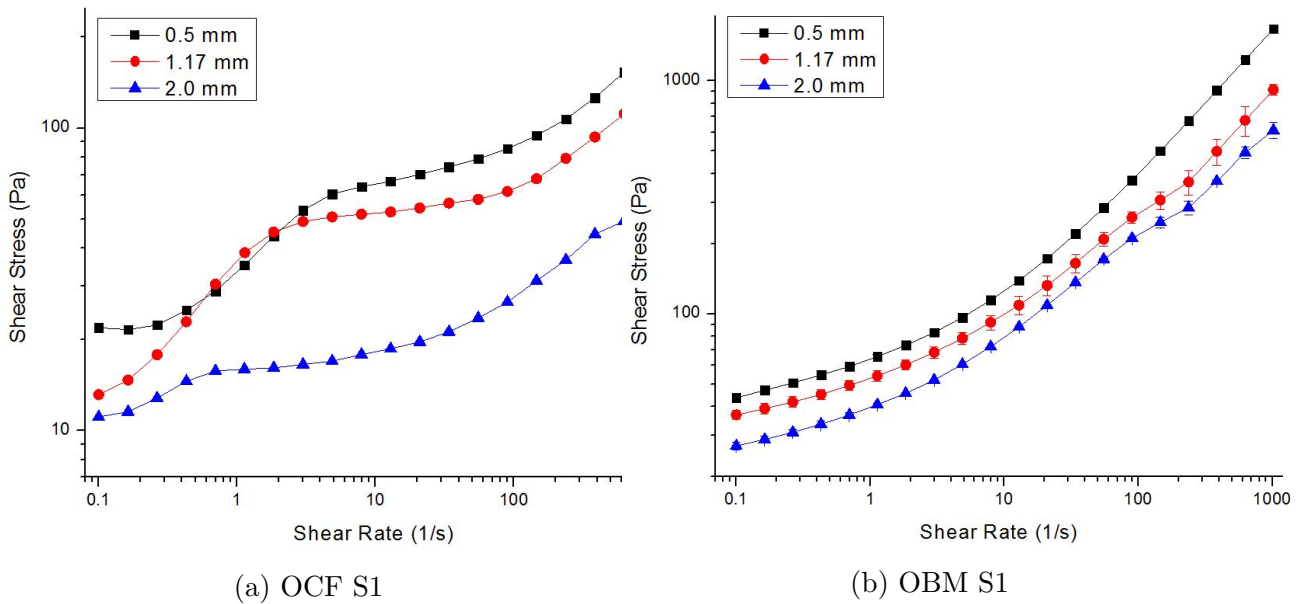 0.5 mm
1.17 mm
2.0 mm
100
10
Shear Stress (Pa)
0.1 1 10 100
Shear Rate (1/s)
(a) OCF S1
0.5 mm
1.17 mm
2.0 mm
1000
100
Shear Stress (Pa)
0.1 1 10 100 1000
Shear Rate (1/s)
(b) OBM S1